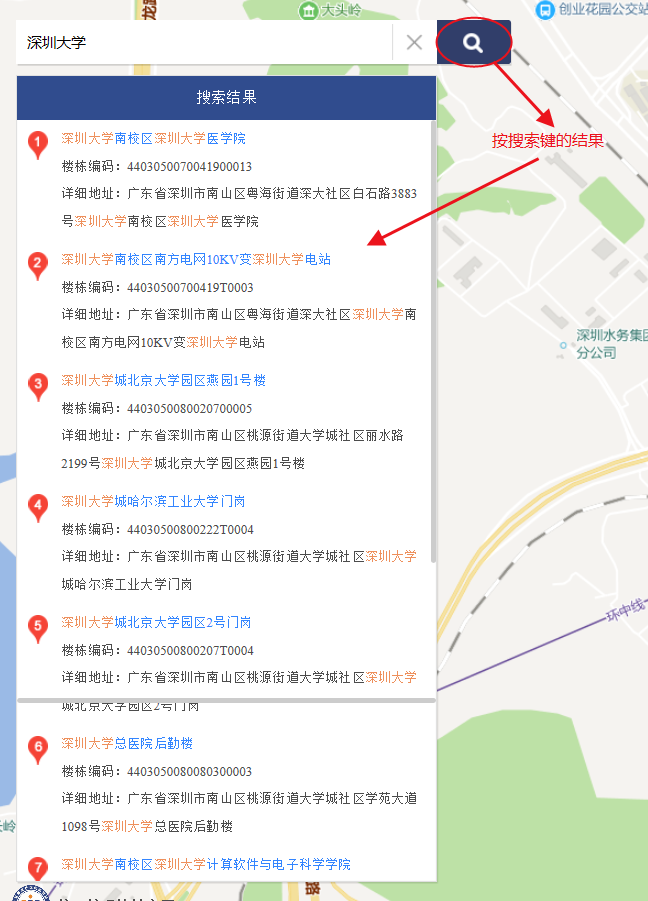 大头岭
创业花园公交站
龙
深圳大学
搜索结果
按搜索键的结果
1
深圳大学南校区深圳大学医学院
楼栋编码：4403050070041900013
详细地址：广东省深圳市南山区粤海街道深大社区白石路3883
号深圳大学南校区深圳大学医学院
2
深圳大学南校区南方电网10KV变深圳大学电站
楼栋编码：44030500700419T0003
详细地址：广东省深圳市南山区粤海街道深大社区深圳大学南
校区南方电网10KV变深圳大学电站
深圳水务集团
分公司
3
深圳大学城北京大学园区燕园1号楼
楼栋编码：4403050080020700005
详细地址：广东省深圳市南山区桃源街道大学城社区丽水路
2199号深圳大学城北京大学园区燕园1号楼
4
深圳大学城哈尔滨工业大学门岗
楼栋编码：44030500800222T0004
详细地址：广东省深圳市南山区桃源街道大学城社区深圳大学
城哈尔滨工业大学门岗
环中线
5
深圳大学城北京大学园区2号门岗
楼栋编码：44030500800207T0004
详细地址：广东省深圳市南山区桃源街道大学城社区深圳大学
城北京大学园区2号门岗
6
深圳大学总医院后勤楼
楼栋编码：4403050080080300003
详细地址：广东省深圳市南山区桃源街道大学城社区学苑大道
1098号深圳大学总医院后勤楼
岭
7
深圳大学南校区深圳大学计算软件与电子科学学院